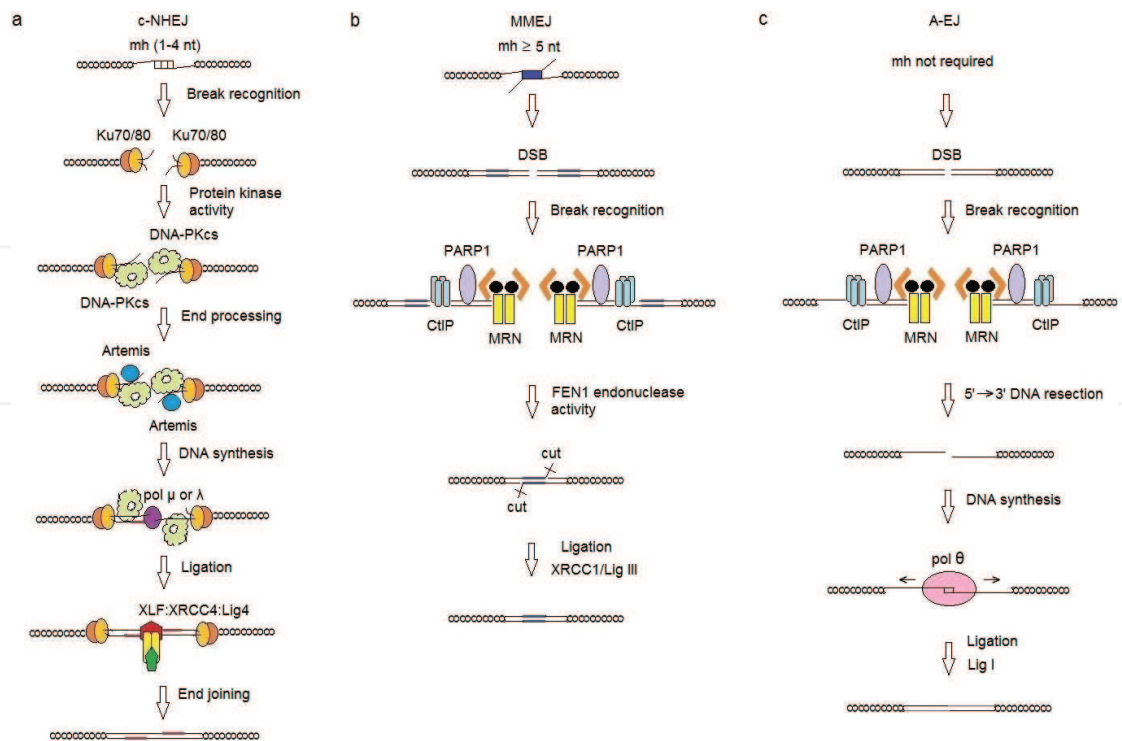 a
c-NHEJ
mh (1-4 nt)
Break recognition
Ku70/80 Ku70/80
Protein kinase
activity
DNA-PKcs
DNA-PKcs
End processing
Artemis
Artemis
DNA synthesis
pol μ or λ
Ligation
XLF:XRCC4:Lig4
End joining
b
MMEJ
mh ≥ 5 nt
DSB
Break recognition
PARP1 PARP1
CtIP MRN MRN CtIP
FEN1 endonuclease
activity
cut
cut
Ligation
XRCC1/Lig III
c
A-EJ
mh not required
DSB
Break recognition
PARP1 PARP1
CtIP MRN MRN CtIP
5'→3' DNA resection
DNA synthesis
pol θ
Ligation
Lig I